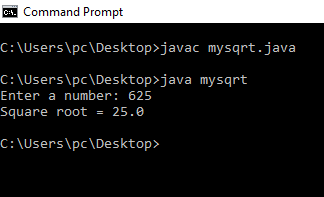 Command Prompt
C:\Users\pc\Desktop>javac mysqrt.java
C:\Users\pc\Desktop>java mysqrt
Enter a number: 625
Square root = 25.0
C:\Users\pc\Desktop>